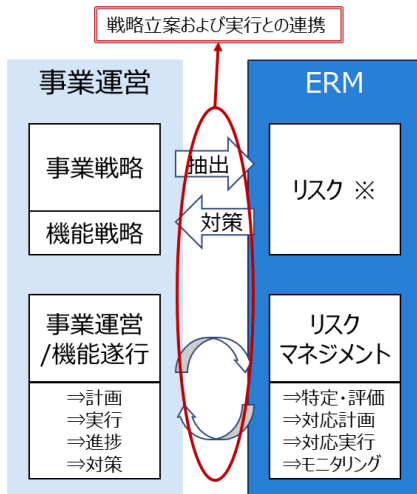 戦略立案および実行との連携
事業運営
ERM
事業戦略
機能戦略
抽出
対策
リスク ※
事業運営
/機能遂行
⇒計画
⇒実行
⇒進捗
⇒対策
リスク
マネジメント
⇒特定・評価
⇒対応計画
⇒対応実行
⇒モニタリング